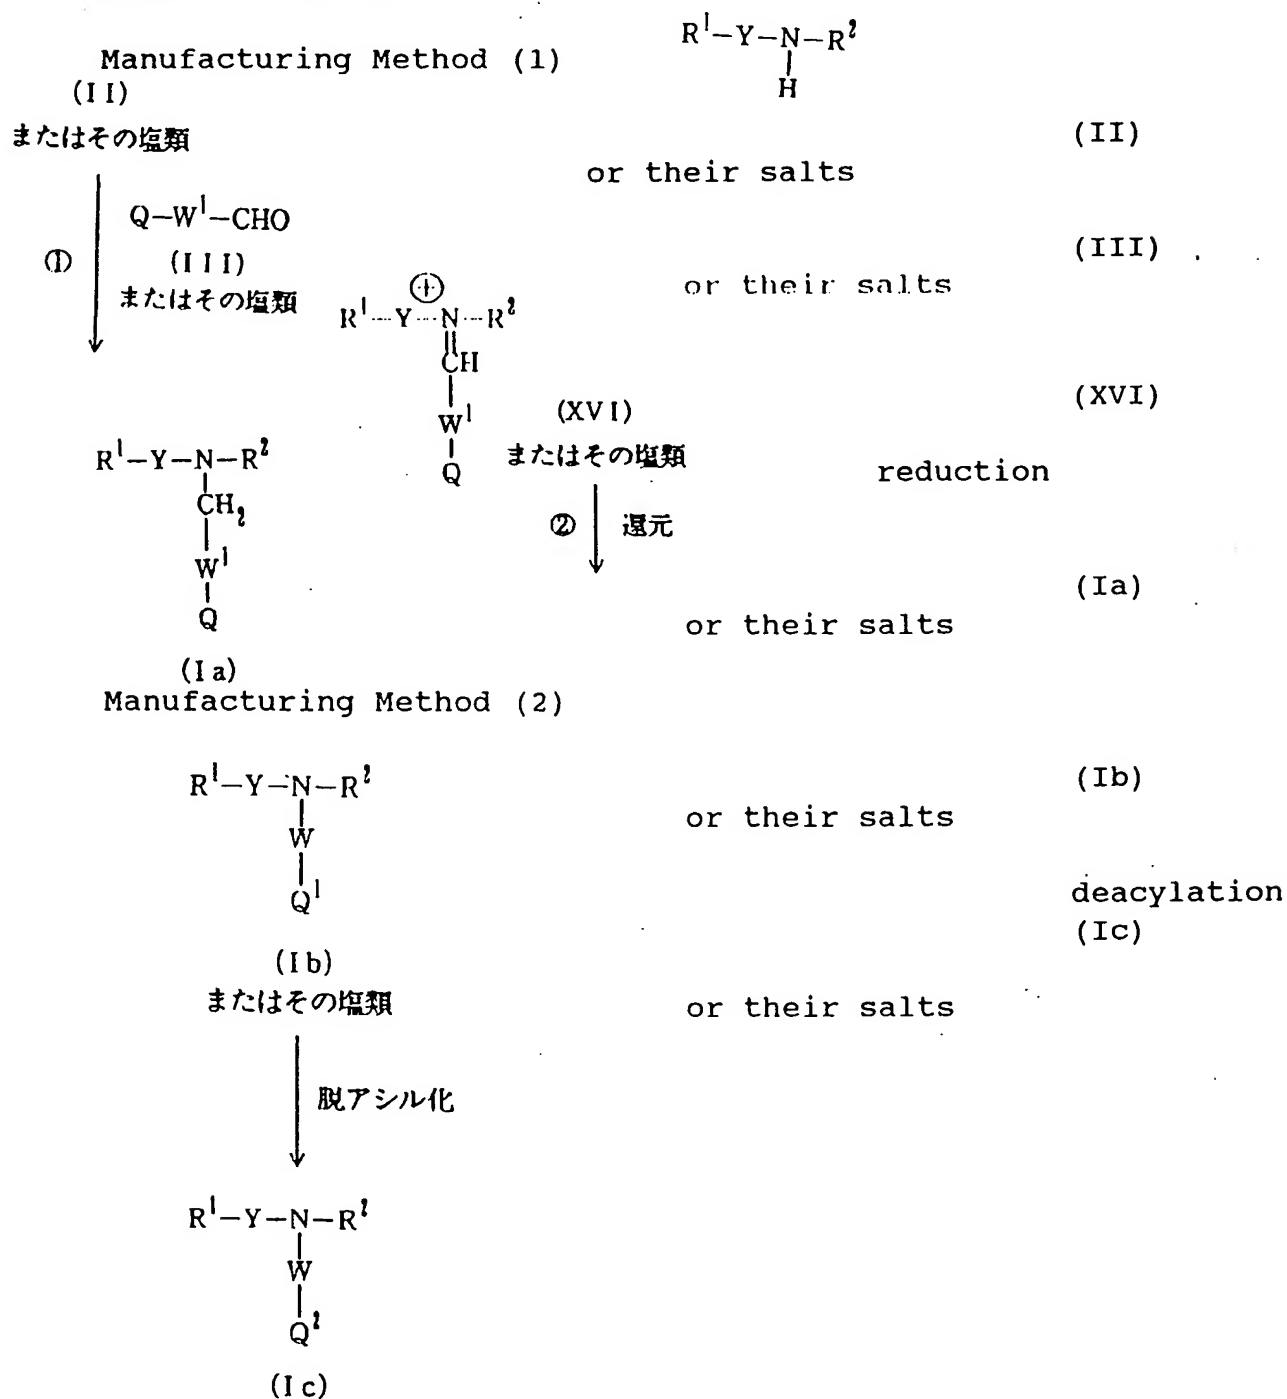 R¹−Y−N−R²
H
Manufacturing Method (1)
(II)
またはその塩類
(II)
or their salts
Q−W¹−CHO
(III)
①
(III)
またはその塩類
or their salts
⊕
R¹−Y−N−R²
CH
W¹
Q
(XVI)
(XVI)
またはその塩類
reduction
② 還元
R¹−Y−N−R²
CH₂
W¹
Q
(Ia)
or their salts
(Ia)
Manufacturing Method (2)
R¹−Y−N−R²
W
Q¹
(Ib)
or their salts
deacylation
(Ic)
(Ib)
またはその塩類
or their salts
脱アシル化
R¹−Y−N−R²
W
Q²
(Ic)